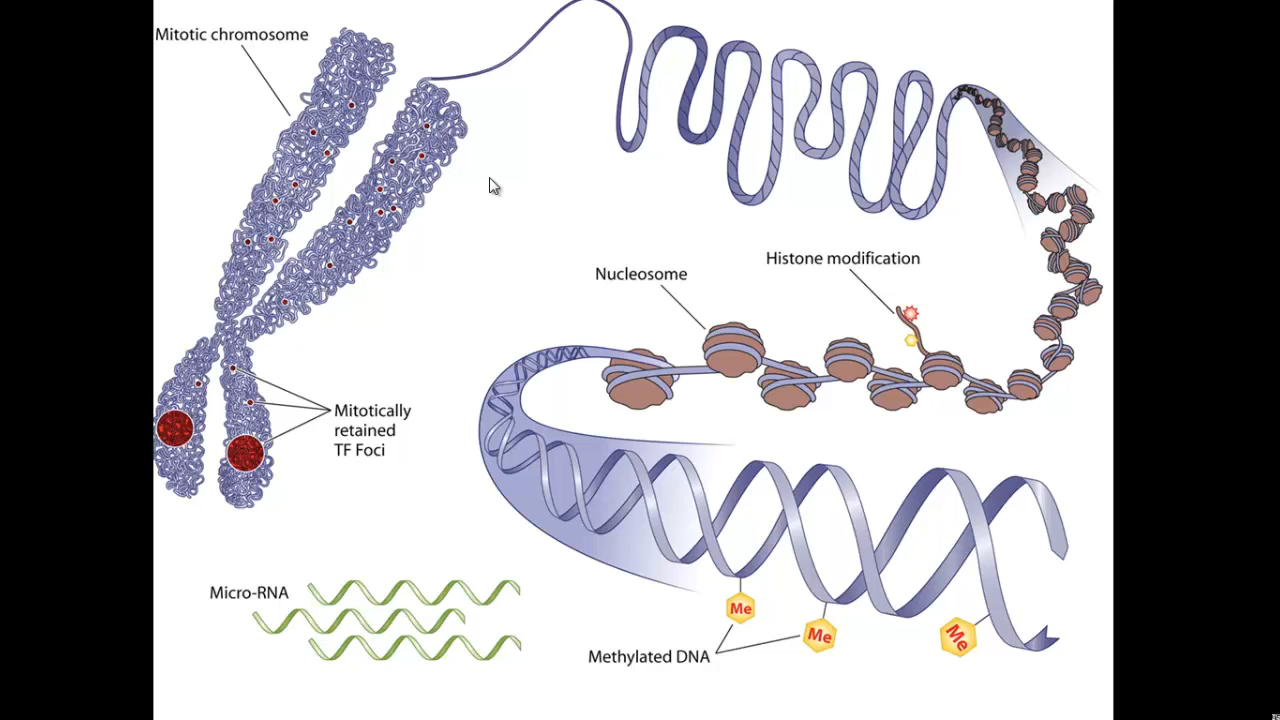 Mitotic chromosome
Histone modification
Nucleosome
Mitotically
retained
TF Foci
Micro-RNA
Me
Me
Me
Methylated DNA